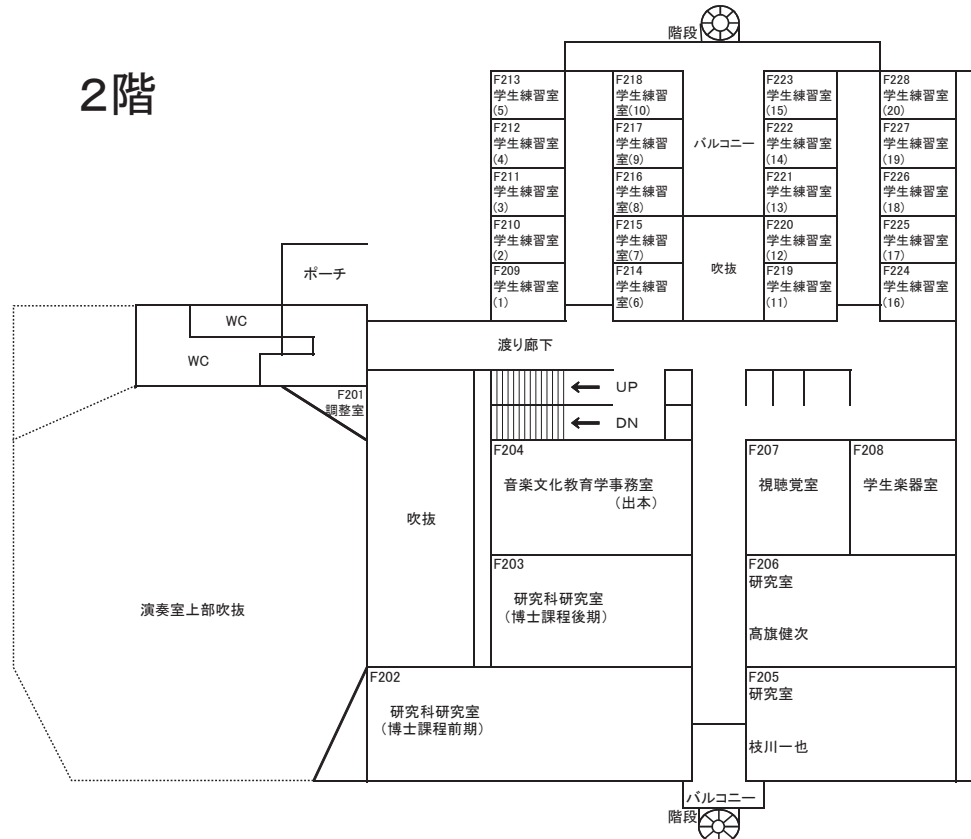 ２階
階段
F213
学生練習室
(5)
F212
学生練習室
(4)
F211
学生練習室
(3)
F210
学生練習室
(2)
F209
学生練習室
(1)
F218
学生練習
室(10)
F217
学生練習
室(9)
F216
学生練習
室(8)
F215
学生練習
室(7)
F214
学生練習
室(6)
バルコニー
吹抜
F223
学生練習室
(15)
F222
学生練習室
(14)
F221
学生練習室
(13)
F220
学生練習室
(12)
F219
学生練習室
(11)
F228
学生練習室
(20)
F227
学生練習室
(19)
F226
学生練習室
(18)
F225
学生練習室
(17)
F224
学生練習室
(16)
ポーチ
WC
WC
渡り廊下
F201
調整室
UP
DN
F204
音楽文化教育学事務室
（出本）
F207
視聴覚室
F208
学生楽器室
吹抜
F203
研究科研究室
（博士課程後期）
F206
研究室
高旗健次
演奏室上部吹抜
F202
研究科研究室
（博士課程前期）
F205
研究室
枝川一也
バルコニー
階段